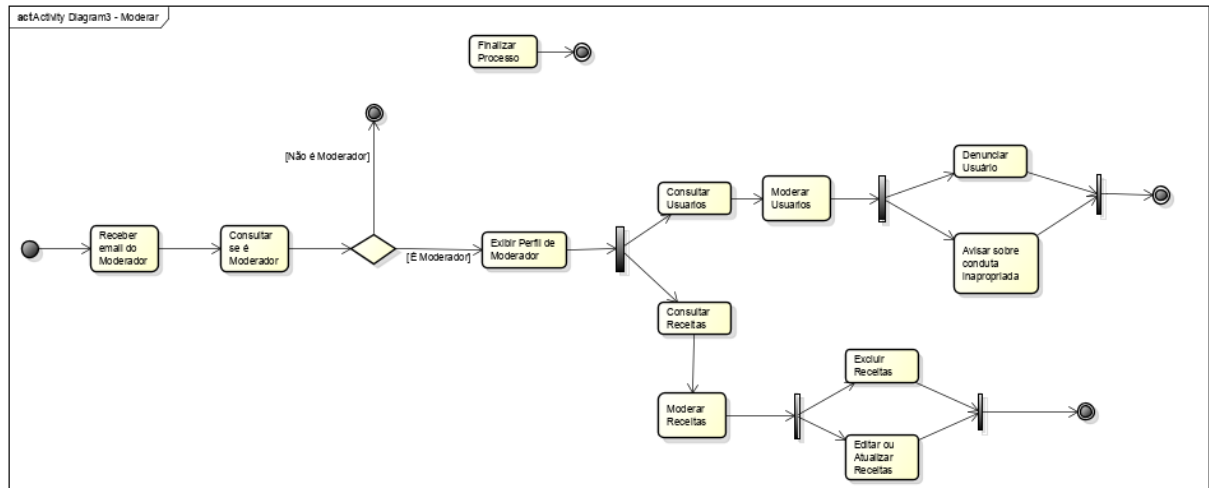 actActivity Diagram3 - Moderar
Finalizar
Processo
[Não é Moderador]
Receber
email do
Moderador
Consultar
se é
Moderador
[É Moderador]
Exibir Perfil de
Moderador
Consultar
Usuarios
Moderar
Usuarios
Denunciar
Usuário
Avisar sobre
conduta
inapropriada
Consultar
Receitas
Moderar
Receitas
Excluir
Receitas
Editar ou
Atualizar
Receitas